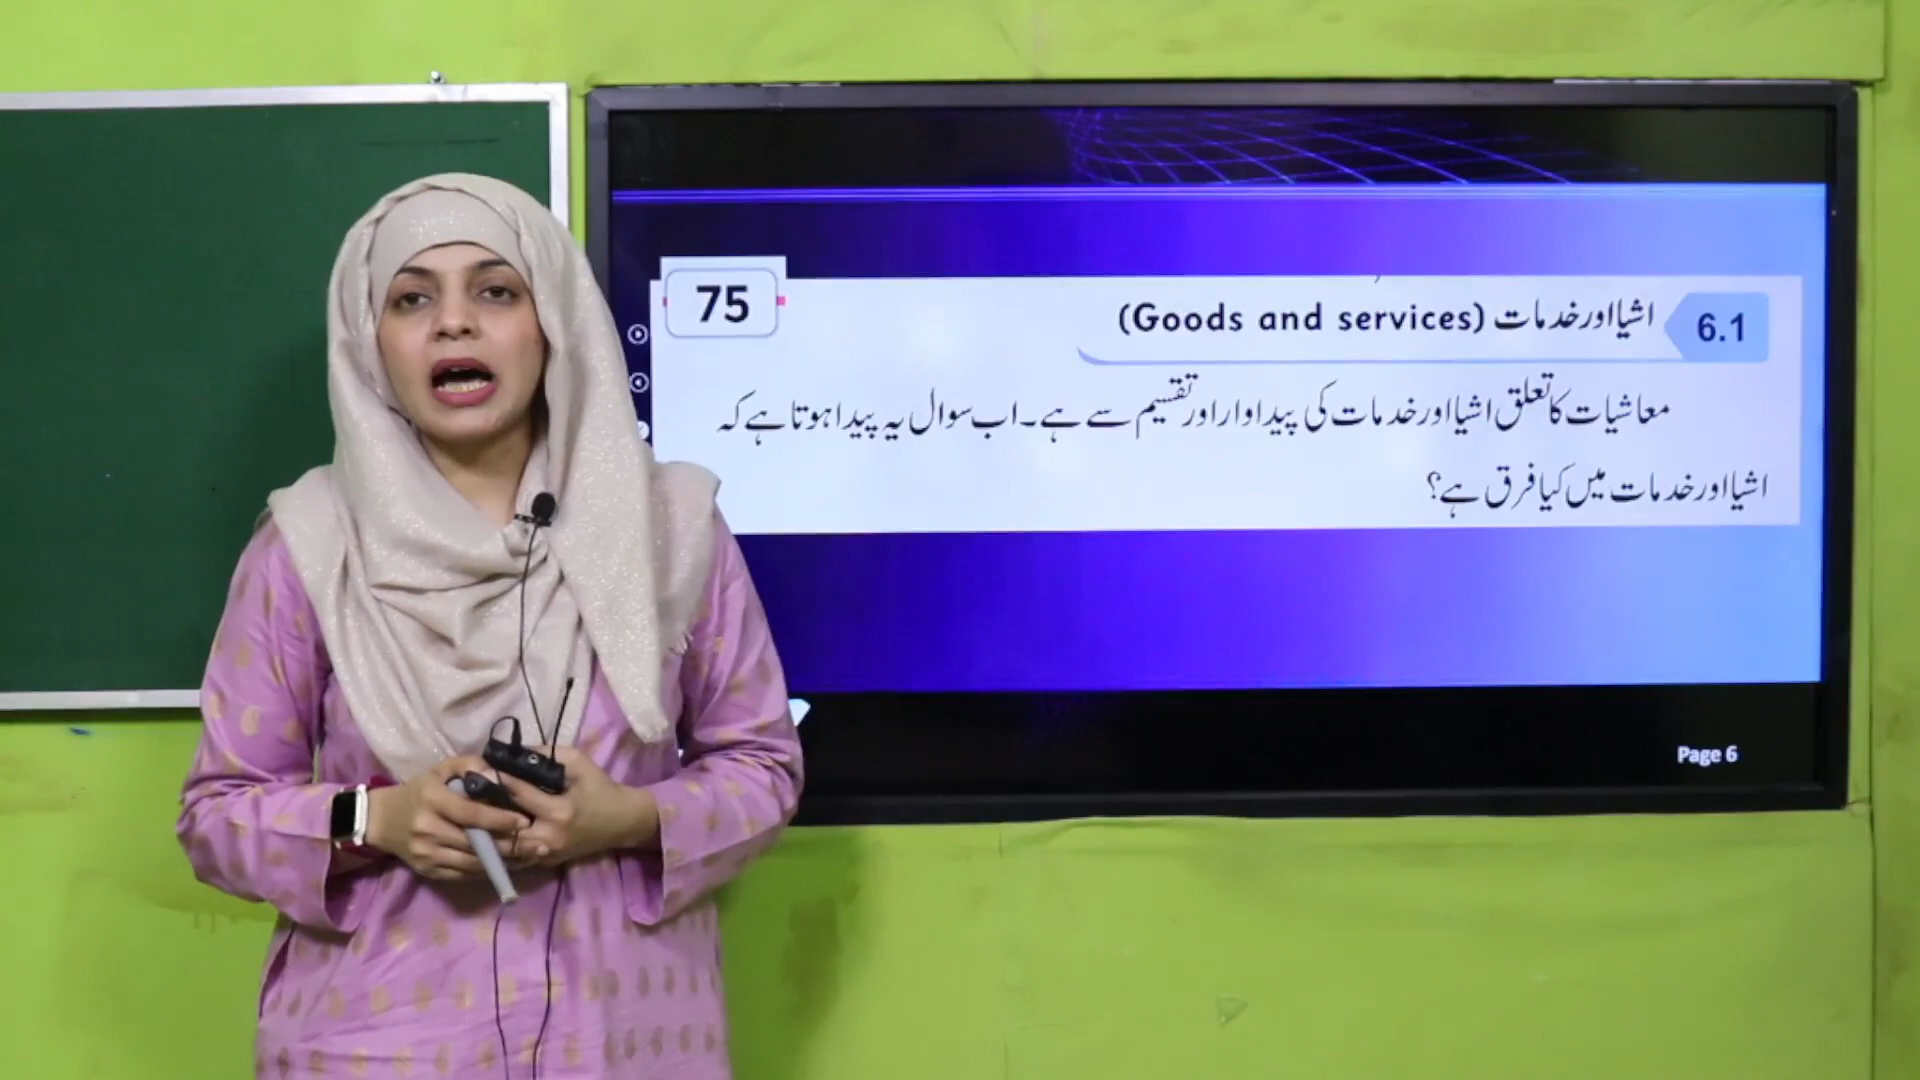 75
6.1 اشیا اور خدمات (Goods and services)
معاشیات کا تعلق اشیا اور خدمات کی پیداوار اور تقسیم سے ہے۔ اب سوال یہ پیدا ہوتا ہے کہ
اشیا اور خدمات میں کیا فرق ہے؟
Page 6